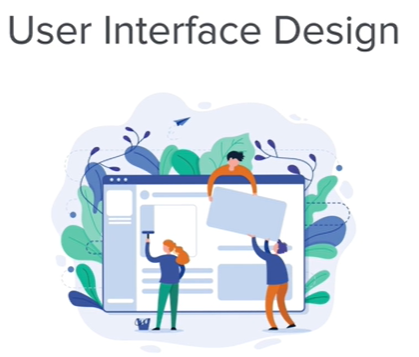 User Interface Design